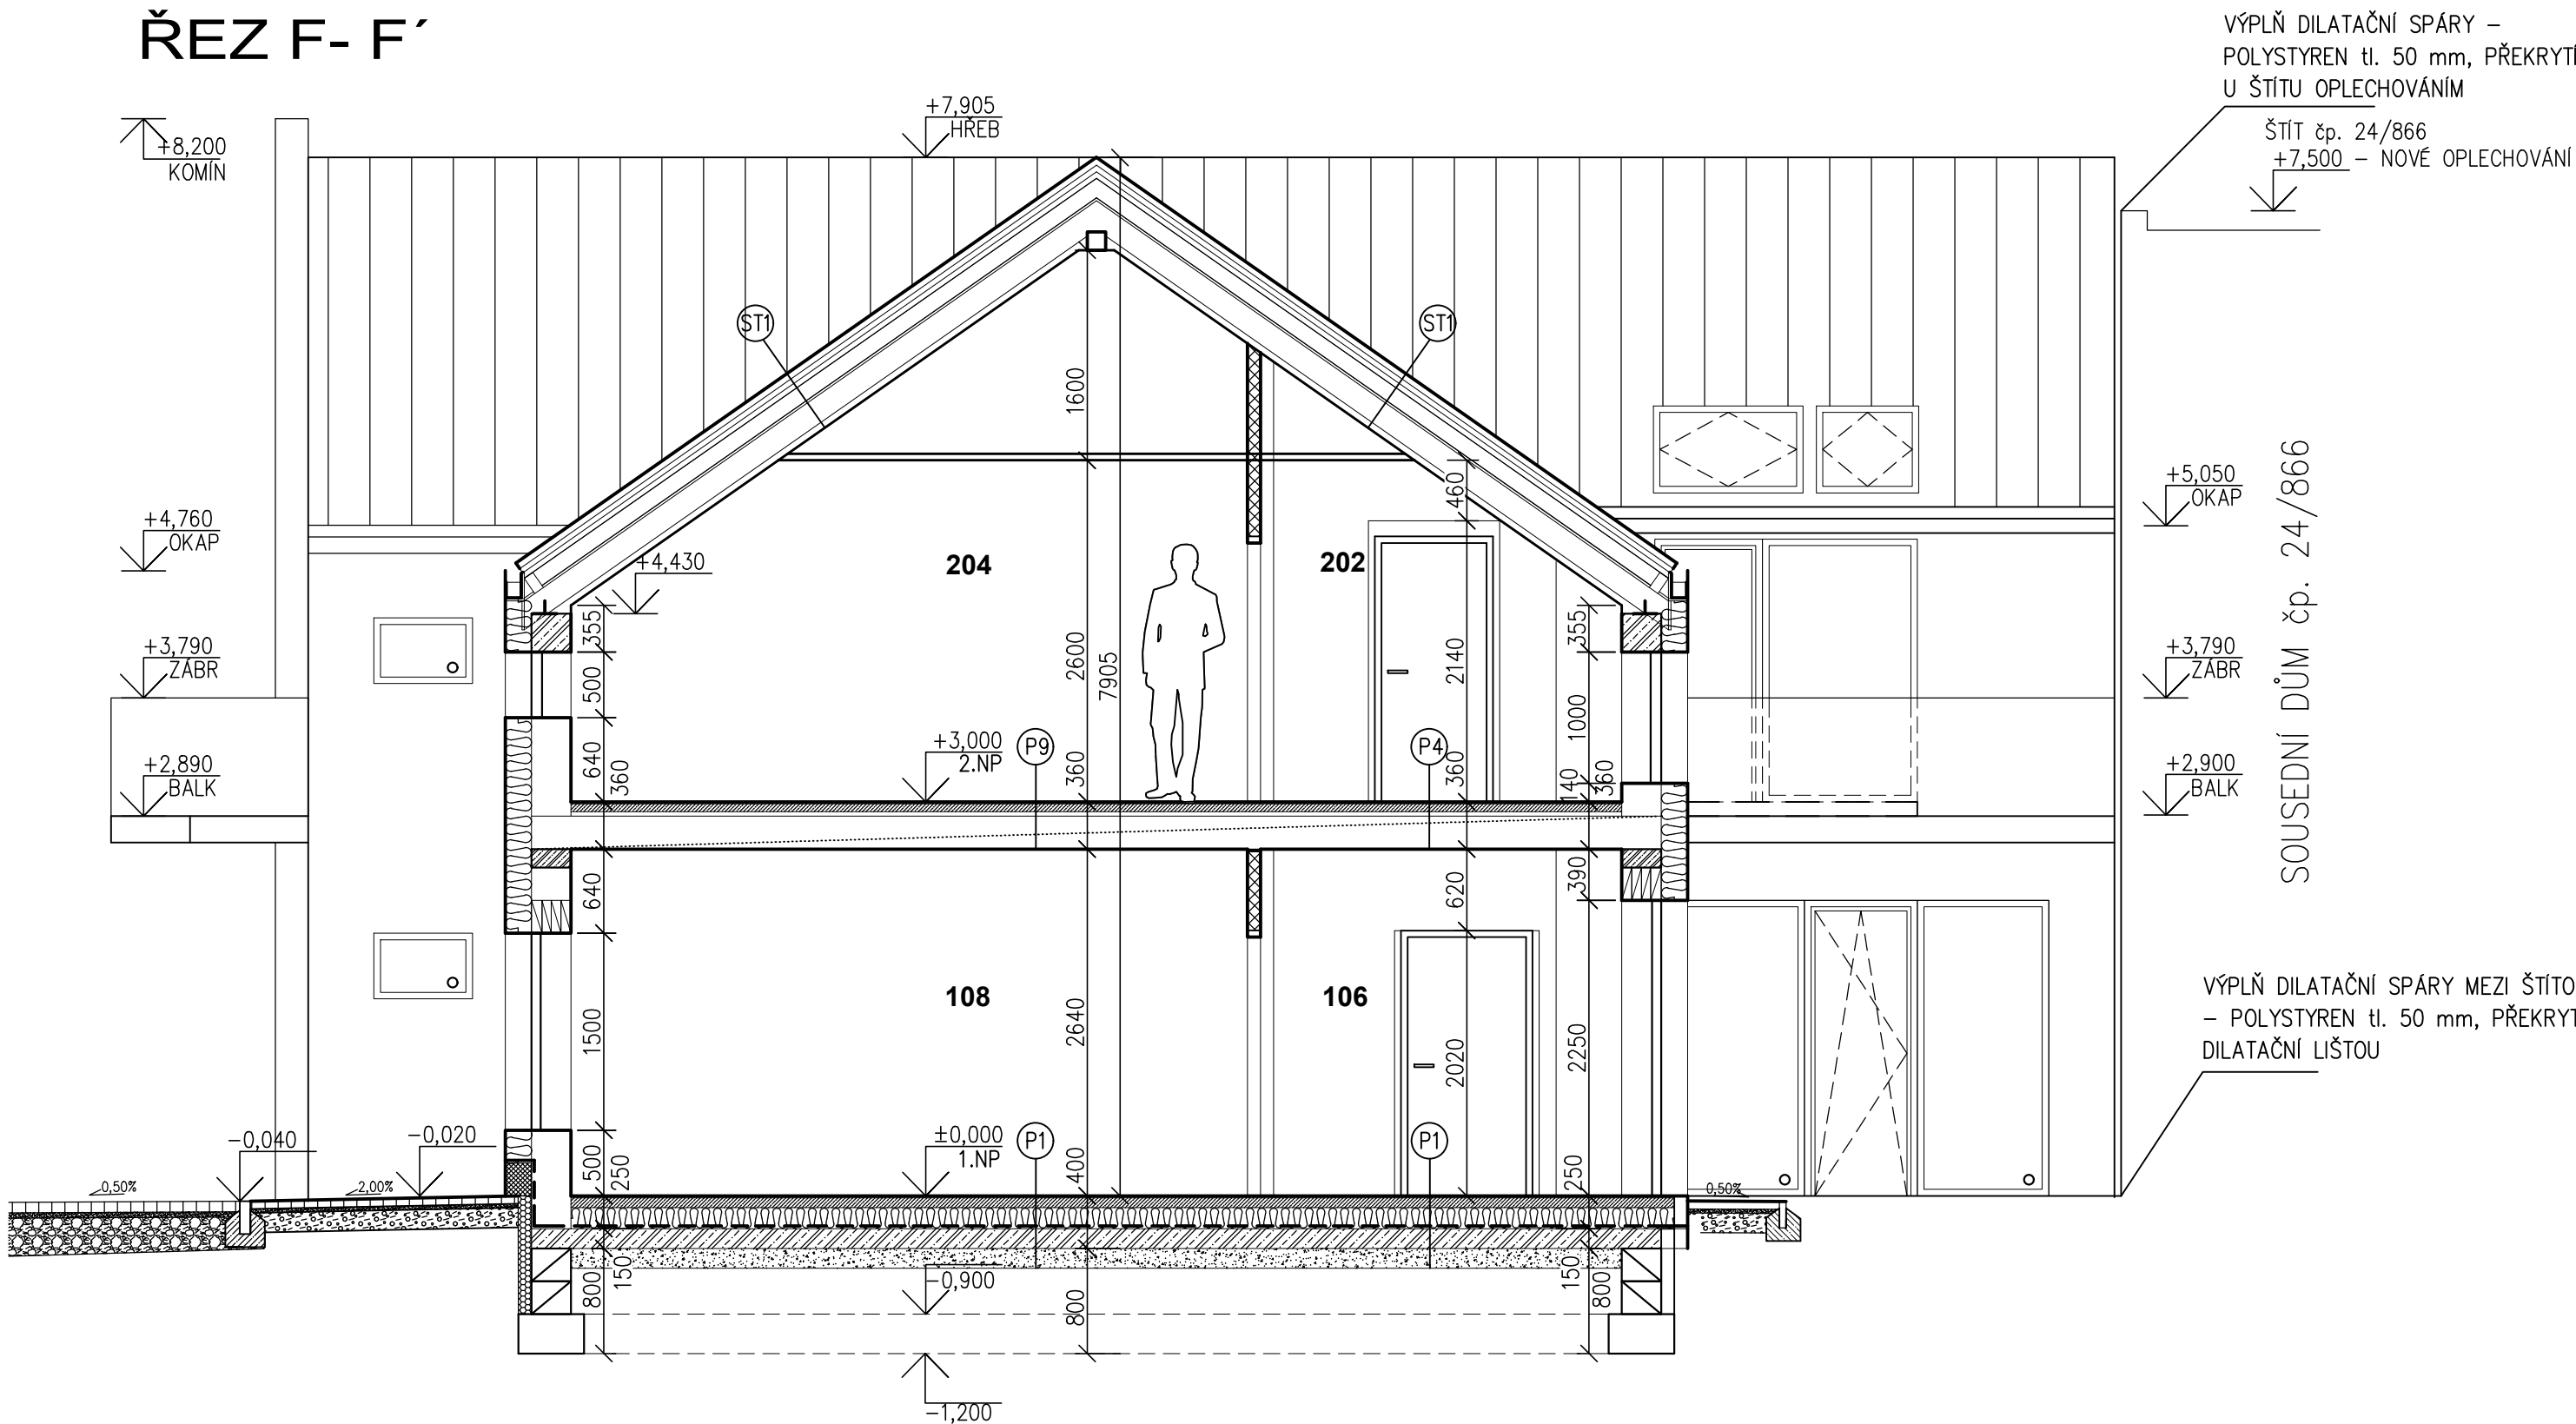 ŘEZ F- F´
VÝPLŇ DILATAČNÍ SPÁRY –
POLYSTYREN tl. 50 mm, PŘEKRYTÍ
U ŠTÍTU OPLECHOVÁNÍM
ŠTÍT čp. 24/866
+7,500 – NOVÉ OPLECHOVÁNÍ
+7,905
HŘEB
+8,200
KOMÍN
ST1
ST1
1600
+4,760
OKAP
+5,050
OKAP
460
+4,430
204
202
355
355
500
2600
7905
2140
1000
+3,790
ZÁBR
+3,790
ZÁBR
SOUSEDNÍ DŮM čp. 24/866
+3,000
2.NP
P9
P4
640
360
360
360
140
360
+2,890
BALK
+2,900
BALK
640
620
390
108
106
1500
2640
2020
2250
VÝPLŇ DILATAČNÍ SPÁRY MEZI ŠTÍTO
– POLYSTYREN tl. 50 mm, PŘEKRYT
DILATAČNÍ LIŠTOU
–0,040
–0,020
±0,000
1.NP
P1
P1
500
250
400
250
0,50%
2,00%
0,50%
800
150
–0,900
800
150
800
–1,200